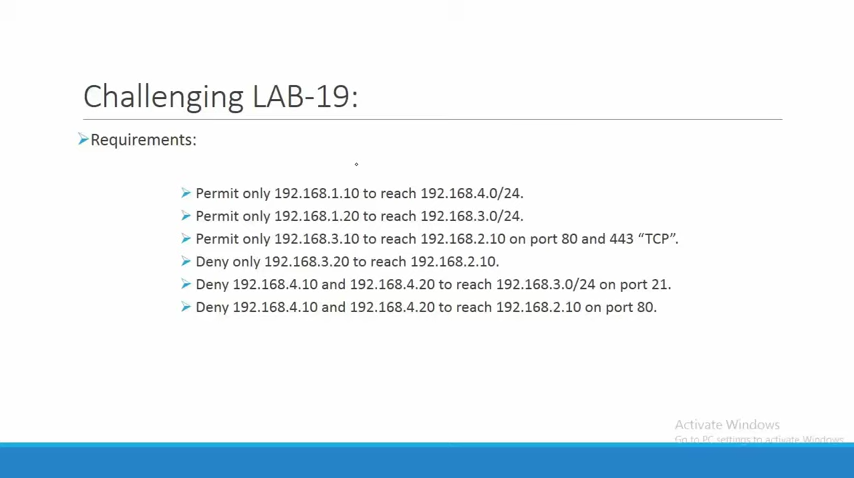 Challenging LAB-19:
Requirements:
Permit only 192.168.1.10 to reach 192.168.4.0/24.
Permit only 192.168.1.20 to reach 192.168.3.0/24.
Permit only 192.168.3.10 to reach 192.168.2.10 on port 80 and 443 “TCP”.
Deny only 192.168.3.20 to reach 192.168.2.10.
Deny 192.168.4.10 and 192.168.4.20 to reach 192.168.3.0/24 on port 21.
Deny 192.168.4.10 and 192.168.4.20 to reach 192.168.2.10 on port 80.
Activate Windows
Go to PC settings to activate Windows.